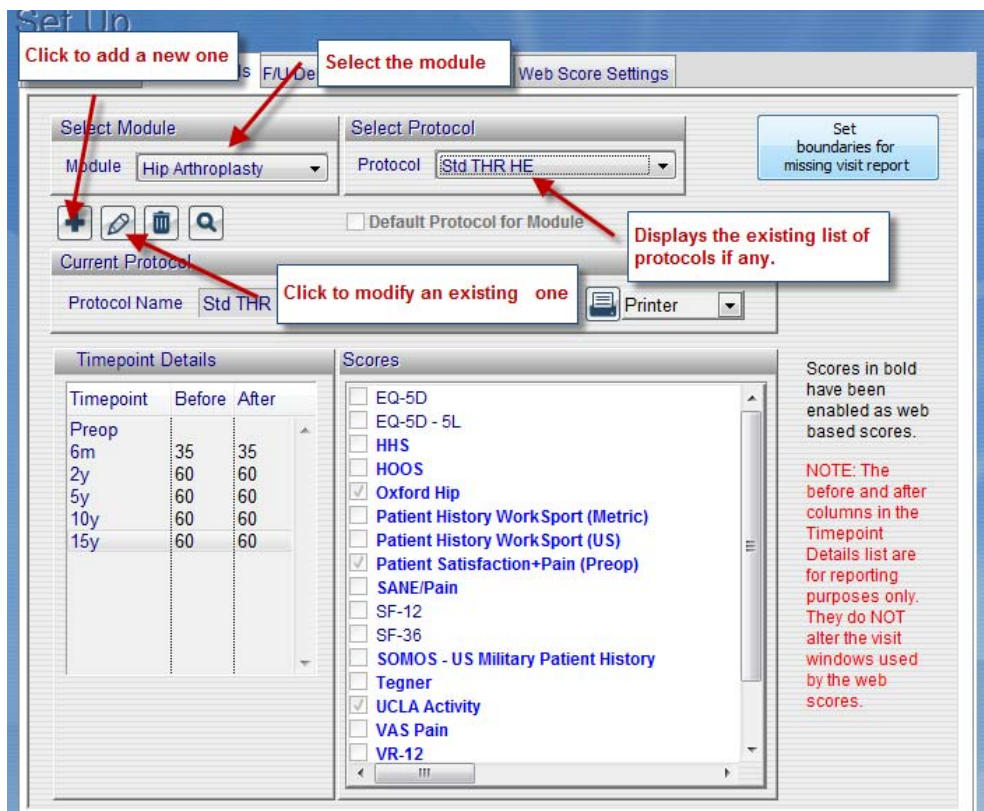 Set Up
Click to add a new one
Select the module
ls
F/U De
Web Score Settings
Select Module
Select Protocol
Set
boundaries for
missing visit report
Module
Hip Arthroplasty
Protocol
Std THR HE
Default Protocol for Module
Displays the existing list of
protocols if any.
Current Protocol
Click to modify an existing one
Protocol Name
Std THR
Printer
Timepoint Details
Scores
Timepoint Before After
Preop
6m 35 35
2y 60 60
5y 60 60
10y 60 60
15y 60 60
EQ-5D
EQ-5D - 5L
HHS
HOOS
Oxford Hip
Patient History WorkSport (Metric)
Patient History WorkSport (US)
Patient Satisfaction+Pain (Preop)
SANE/Pain
SF-12
SF-36
SOMOS - US Military Patient History
Tegner
UCLA Activity
VAS Pain
VR-12
Scores in bold
have been
enabled as web
based scores.
NOTE: The
before and after
columns in the
Timepoint
Details list are
for reporting
purposes only.
They do NOT
alter the visit
windows used
by the web
scores.